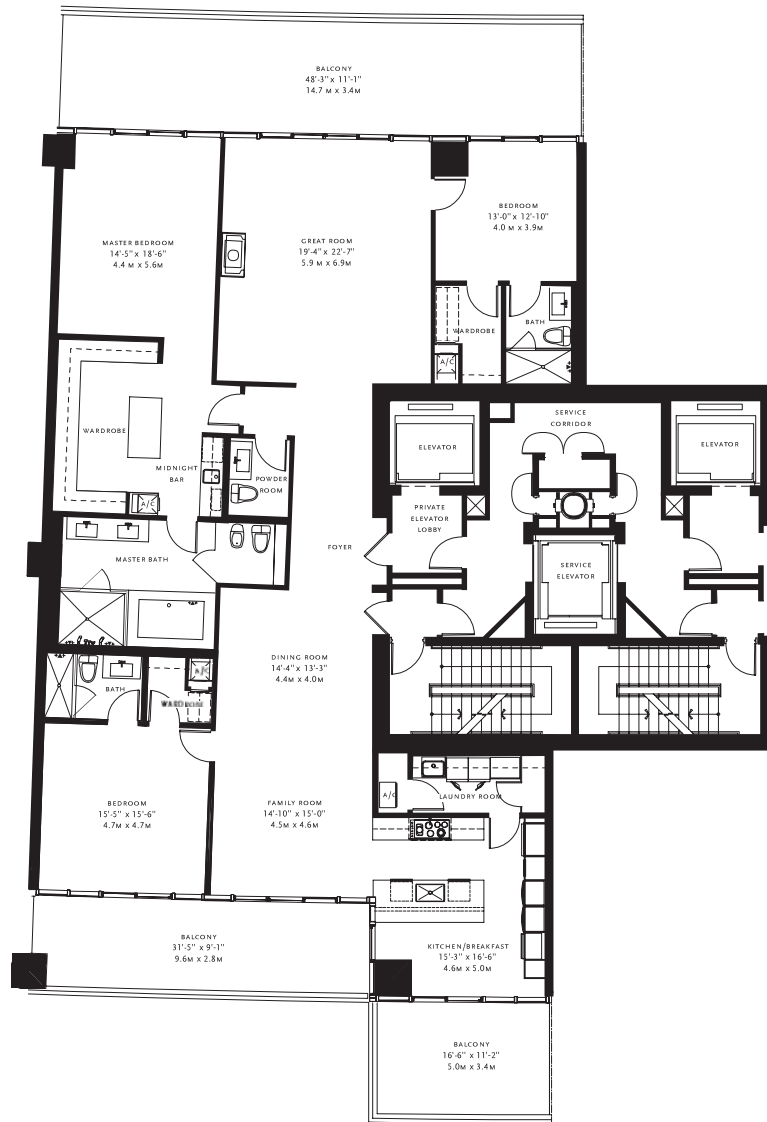 BALCONY
48'-3" x 11'-1"
14.7 M x 3.4M
BEDROOM
13'-0" x 12'-10"
4.0 M x 3.9M
MASTER BEDROOM
14'-5" x 18'-6"
4.4 M x 5.6M
GREAT ROOM
19'-4" x 22'-7"
5.9 M x 6.9M
WARDROBE
BATH
A/C
SERVICE
CORRIDOR
WARDROBE
ELEVATOR
ELEVATOR
MIDNIGHT
BAR
POWDER
ROOM
A/C
PRIVATE
ELEVATOR
LOBBY
FOYER
MASTER BATH
SERVICE
ELEVATOR
DINING ROOM
14'-4" x 13'-3"
4.4M x 4.0M
A/C
BATH
WARDROBE
A/C
LAUNDRY ROOM
BEDROOM
15'-5" x 15'-6"
4.7M x 4.7M
FAMILY ROOM
14'-10" x 15'-0"
4.5M x 4.6M
BALCONY
31'-5" x 9'-1"
9.6M x 2.8M
KITCHEN/BREAKFAST
15'-3" x 16'-6"
4.6M x 5.0M
BALCONY
16'-6" x 11'-2"
5.0M x 3.4M